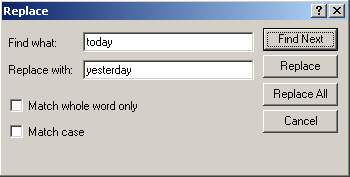 Replace
Find what: today Find Next
Replace with: yesterday Replace
Replace All
Match whole word only
Cancel
Match case